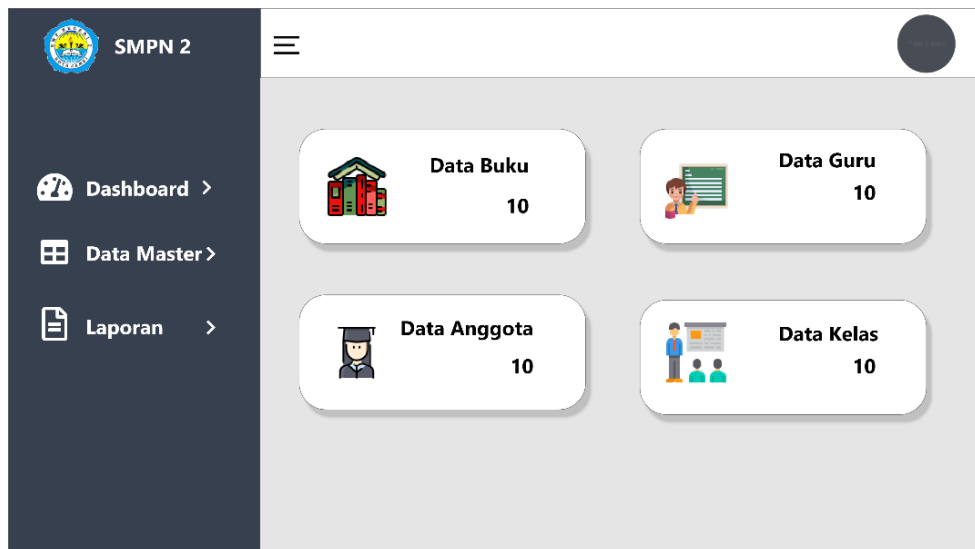 SMPN 2
Dashboard
Data Master
Laporan
Data Buku
10
Data Guru
10
Data Anggota
10
Data Kelas
10